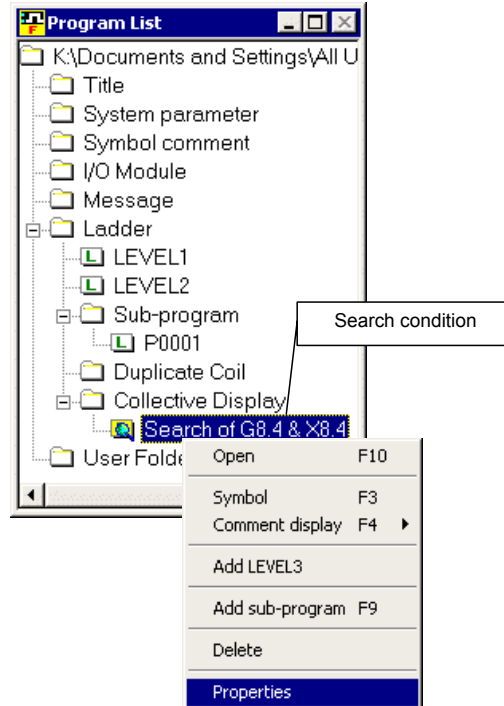 Program List
K:\Documents and Settings\All U
Title
System parameter
Symbol comment
I/O Module
Message
Ladder
LEVEL1
LEVEL2
Sub-program
Search condition
P0001
Duplicate Coil
Collective Display
Search of G8.4 & X8.4
User Folde
Open F10
Symbol F3
Comment display F4
Add LEVEL3
Add sub-program F9
Delete
Properties